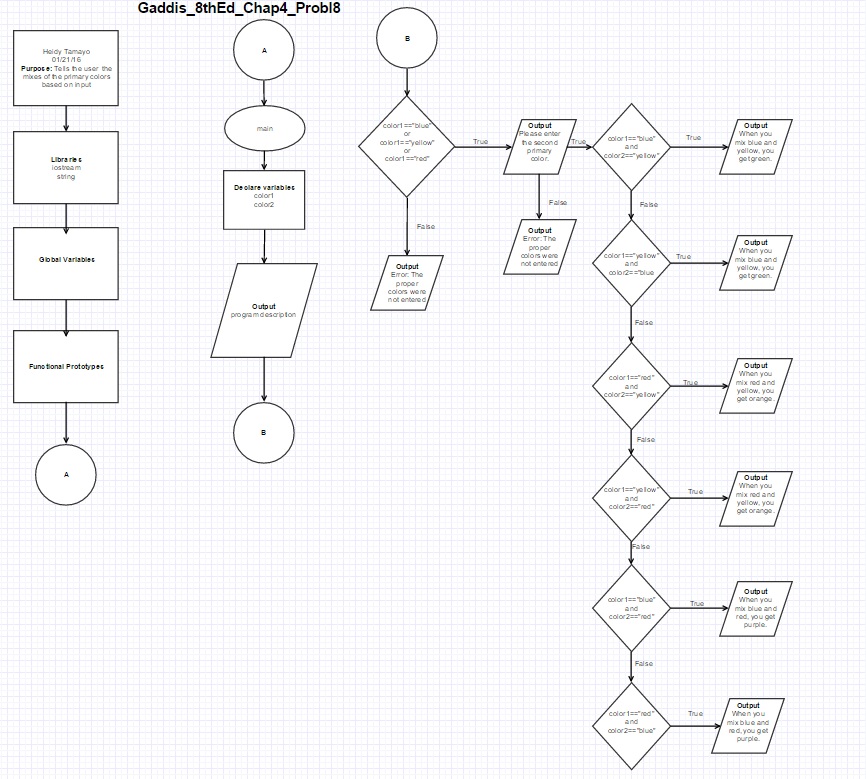 Gaddis_8thEd_Chap4_Probl8
Heidy Tamayo
01/21/16
Purpose: Tells the user the
mixes of the primary colors
based on input
Libraries
iostream
string
Global Variables
Functional Prototypes
A
A
main
Declare variables
color1
color2
Output
program description
B
B
color1=="blue"
or
color1=="yellow"
or
color1=="red"
True
False
Output
Error: The
proper
colors were
not entered
Output
Please enter
the second
primary
color.
True
False
Output
Error: The
proper
colors were
not entered
color1=="blue"
and
color2=="yellow"
True
Output
When you
mix blue and
yellow, you
get green.
False
color1=="yellow"
and
color2=="blue
True
Output
When you
mix blue and
yellow, you
get green.
False
color1=="red"
and
color2=="yellow"
True
Output
When you
mix red and
yellow, you
get orange.
False
color1=="yellow"
and
color2=="red"
True
Output
When you
mix red and
yellow, you
get orange.
False
color1=="blue"
and
color2=="red"
True
Output
When you
mix blue and
red, you get
purple.
False
color1=="red"
and
color2=="blue"
True
Output
When you
mix blue and
red, you get
purple.